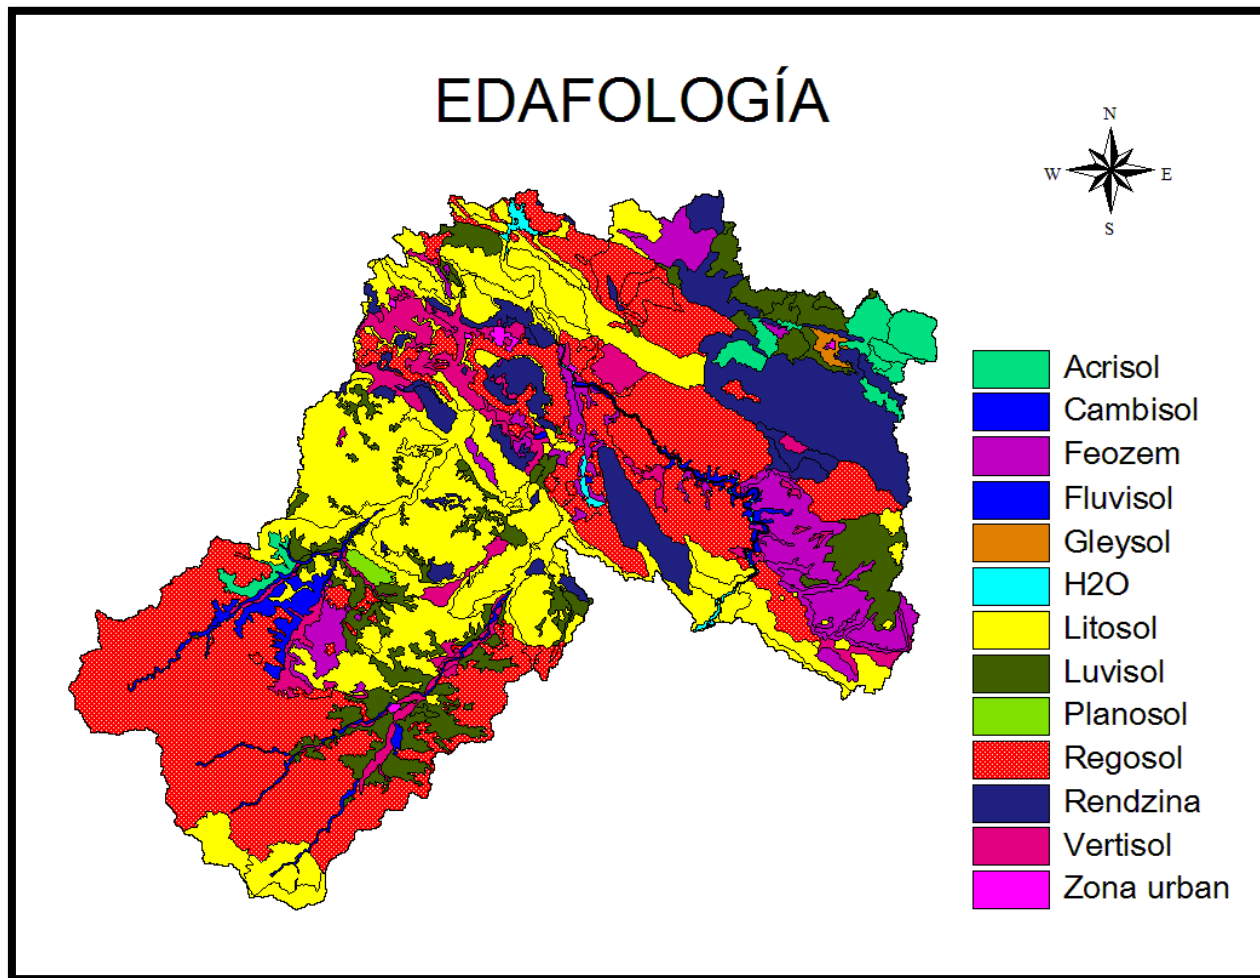 EDAFOLOGÍA
N
W
E
S
Acrisol
Cambisol
Feozem
Fluvisol
Gleysol
H2O
Litosol
Luvisol
Planosol
Regosol
Rendzina
Vertisol
Zona urban